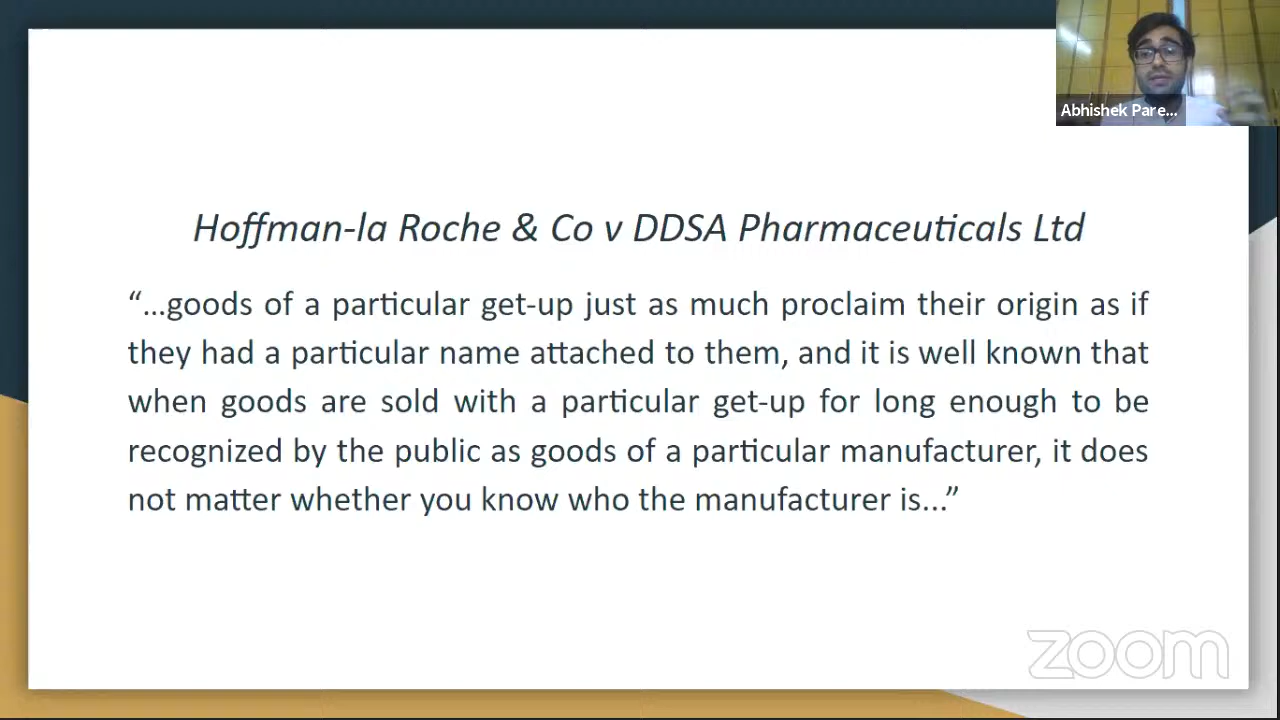 Abhishek Pare...
Hoffman-la Roche & Co v DDSA Pharmaceuticals Ltd
“...goods of a particular get-up just as much proclaim their origin as if
they had a particular name attached to them, and it is well known that
when goods are sold with a particular get-up for long enough to be
recognized by the public as goods of a particular manufacturer, it does
not matter whether you know who the manufacturer is...”
zoom